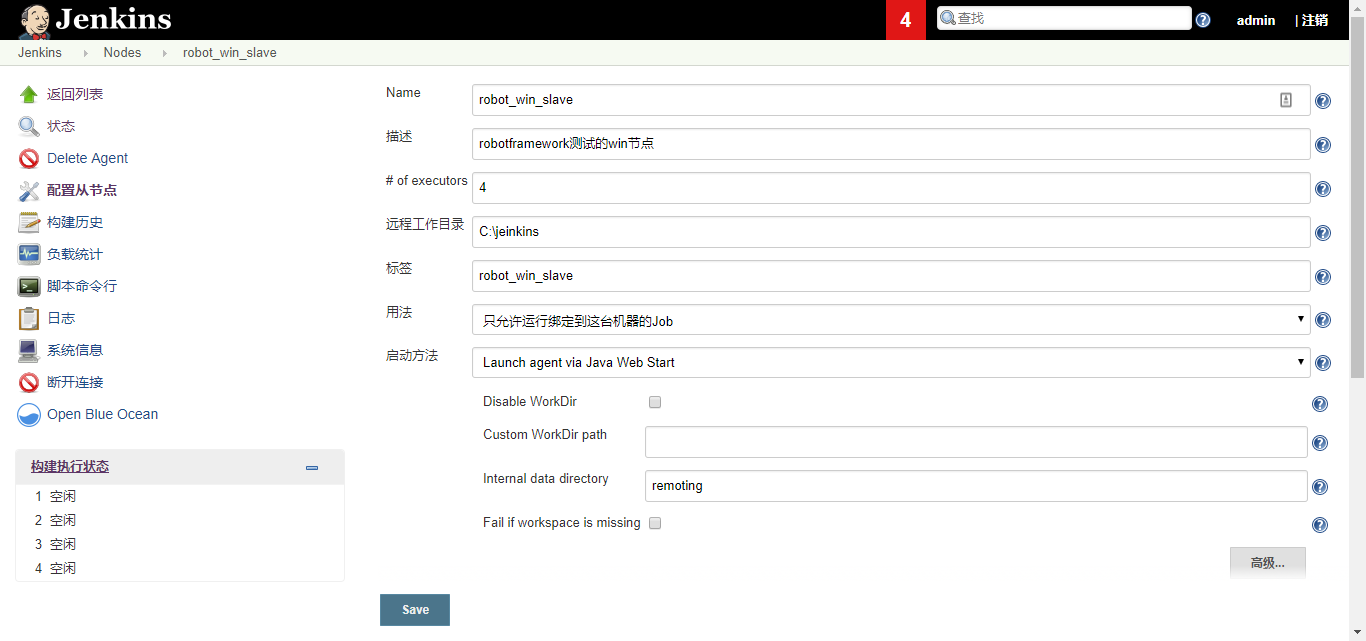 Jenkins
4
查找
admin
| 注销
Jenkins
Nodes
robot_win_slave
返回列表
状态
Delete Agent
配置从节点
构建历史
负载统计
脚本命令行
日志
系统信息
断开连接
Open Blue Ocean
构建执行状态
1 空闲
2 空闲
3 空闲
4 空闲
Name
robot_win_slave
描述
robotframework测试的win节点
# of executors
4
远程工作目录
C:\jeinkins
标签
robot_win_slave
用法
只允许运行绑定到这台机器的Job
启动方法
Launch agent via Java Web Start
Disable WorkDir
Custom WorkDir path
Internal data directory
remoting
Fail if workspace is missing
高级...
Save